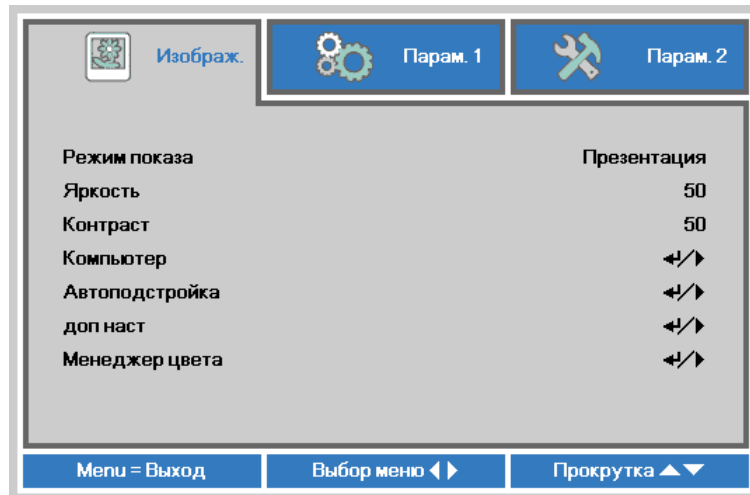 Изображ. Парам. 1 Парам. 2
Режим показа Презентация
Яркость 50
Контраст 50
Компьютер
Автоподстройка
доп наст
Менеджер цвета
Menu = Выход Выбор меню Прокрутка